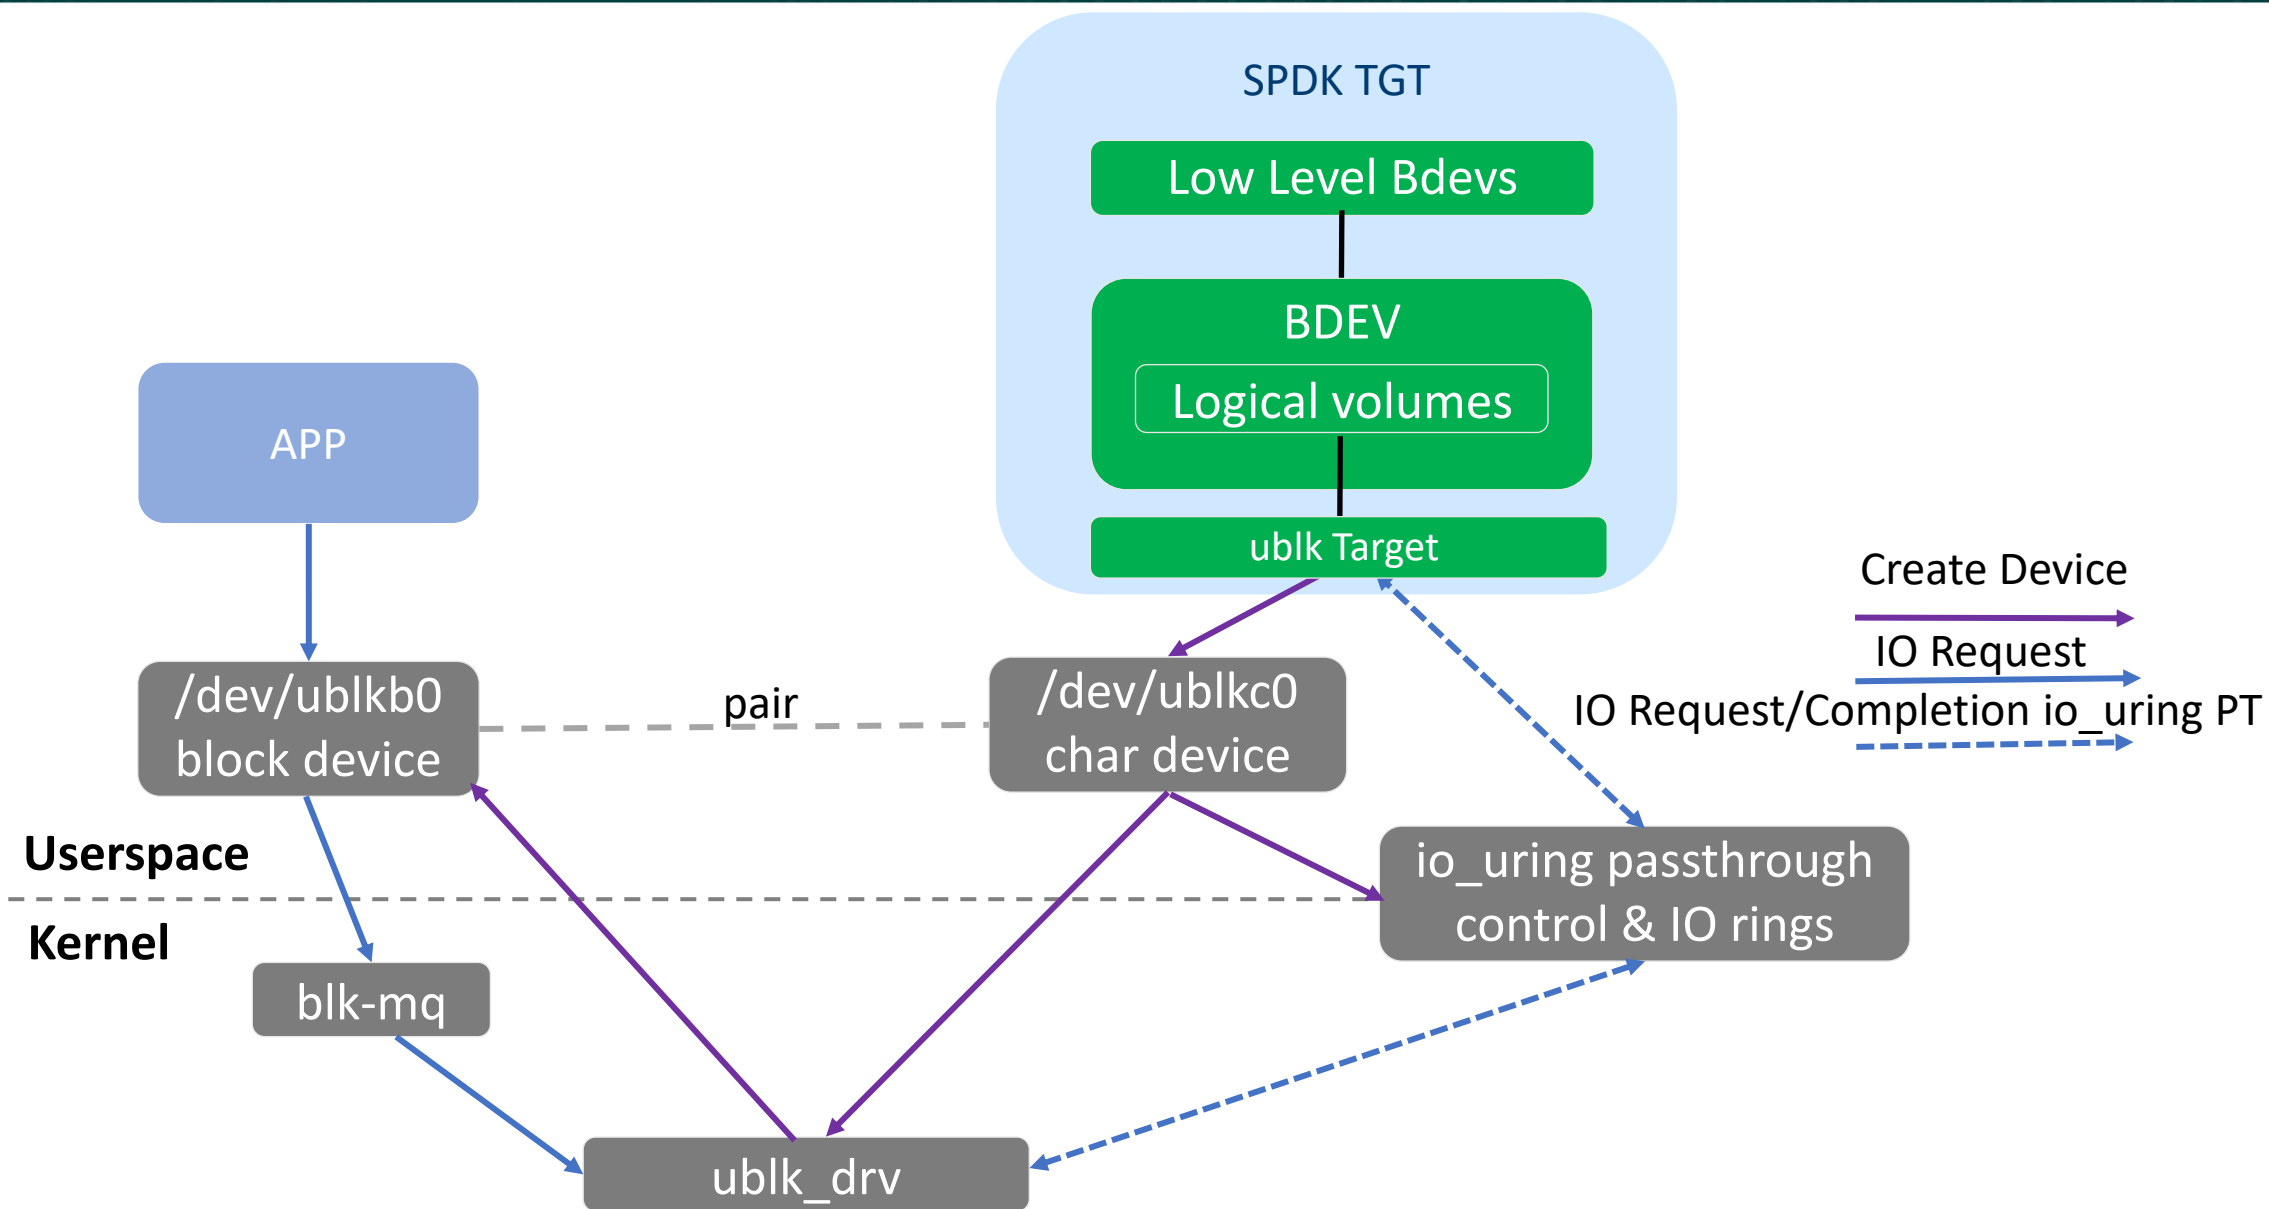 SPDK TGT
Low Level Bdevs
BDEV
Logical volumes
ublk Target
APP
/dev/ublkb0
block device
pair
/dev/ublkc0
char device
Create Device
IO Request
IO Request/Completion io_uring PT
Userspace
Kernel
io_uring passthrough
control & IO rings
blk-mq
ublk_drv